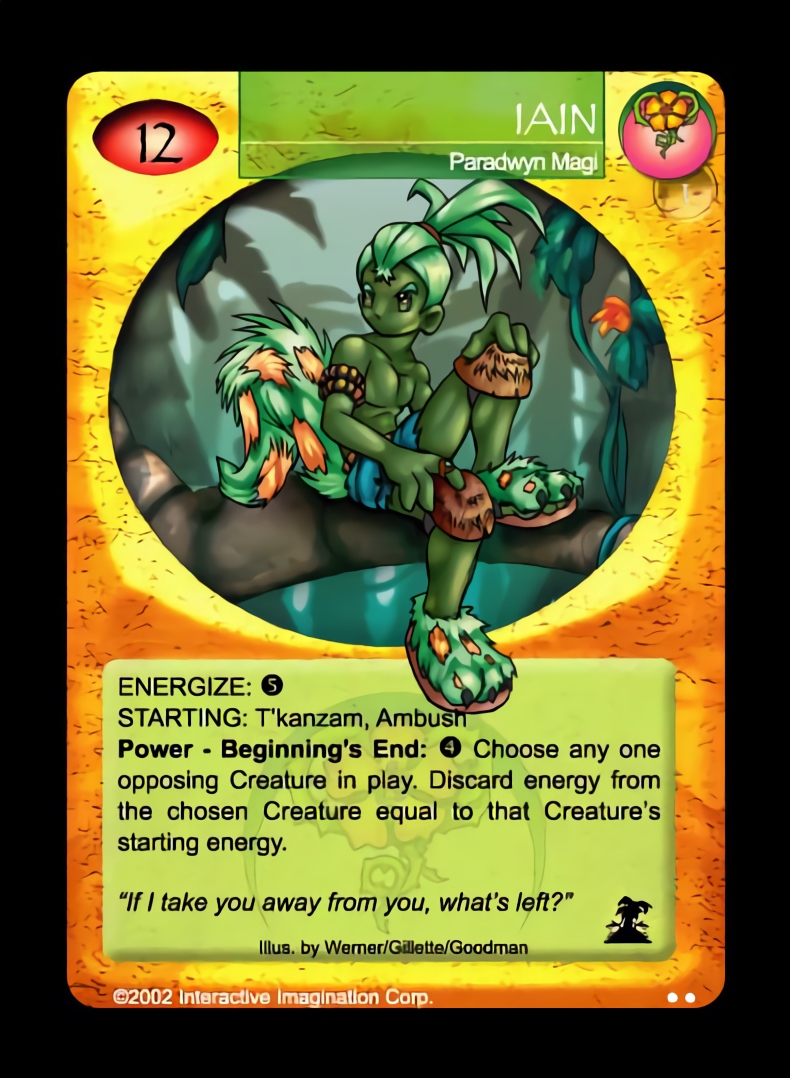 12
IAIN
Paradwyn Magi
ENERGIZE: ❺
STARTING: T'kanzam, Ambush
Power - Beginning's End: ❹ Choose any one
opposing Creature in play. Discard energy from
the chosen Creature equal to that Creature's
starting energy.
“If I take you away from you, what's left?”
Illus. by Werner/Gillette/Goodman
©2002 Interactive Imagination Corp.